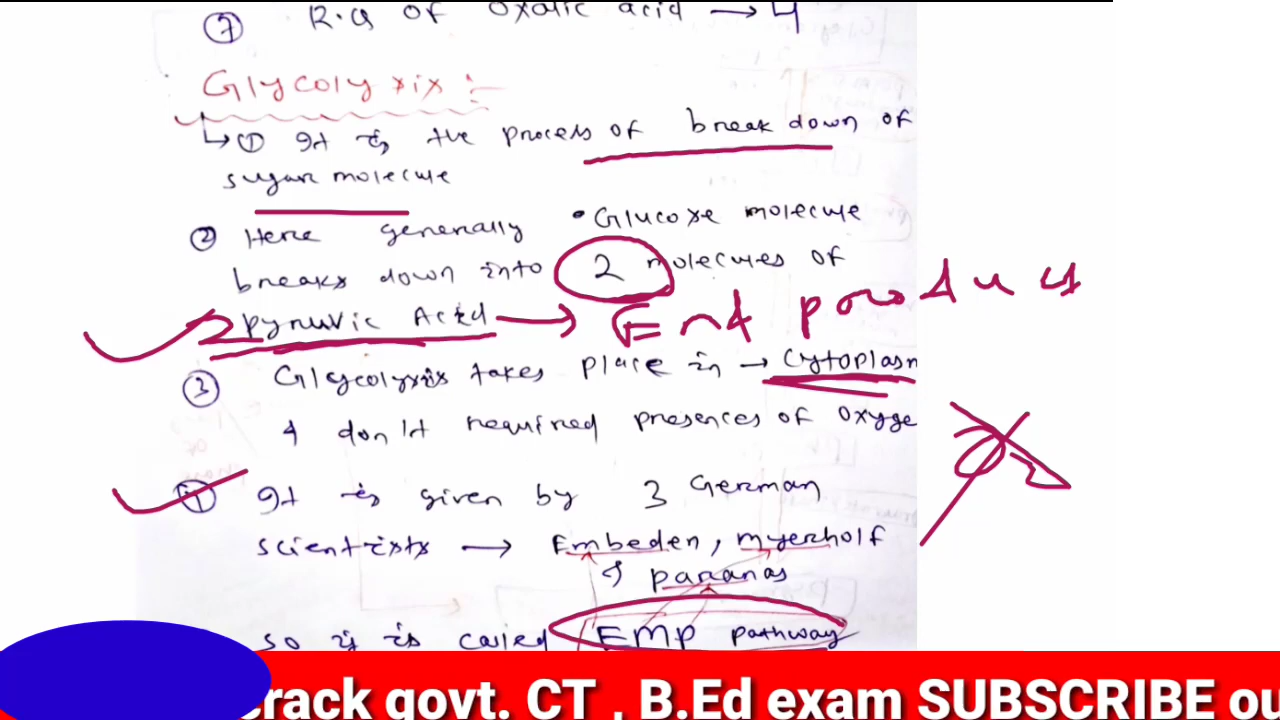 ⑦ R.Q of Oxalic acid → 4
Glycolysis :-
↳ ① It is the process of break down of
sugar molecule
② Here generally • Glucose molecule
breaks down into 2 molecules of
pyruvic Acid → End product
③ Glycolysis takes place in → Cytoplasm
& don't required presences of oxyge
④ It is given by 3 German
scientists → Embeden, myerholf
& paranas
so it is called EMP pathway
crack govt. CT , B.Ed exam SUBSCRIBE ou